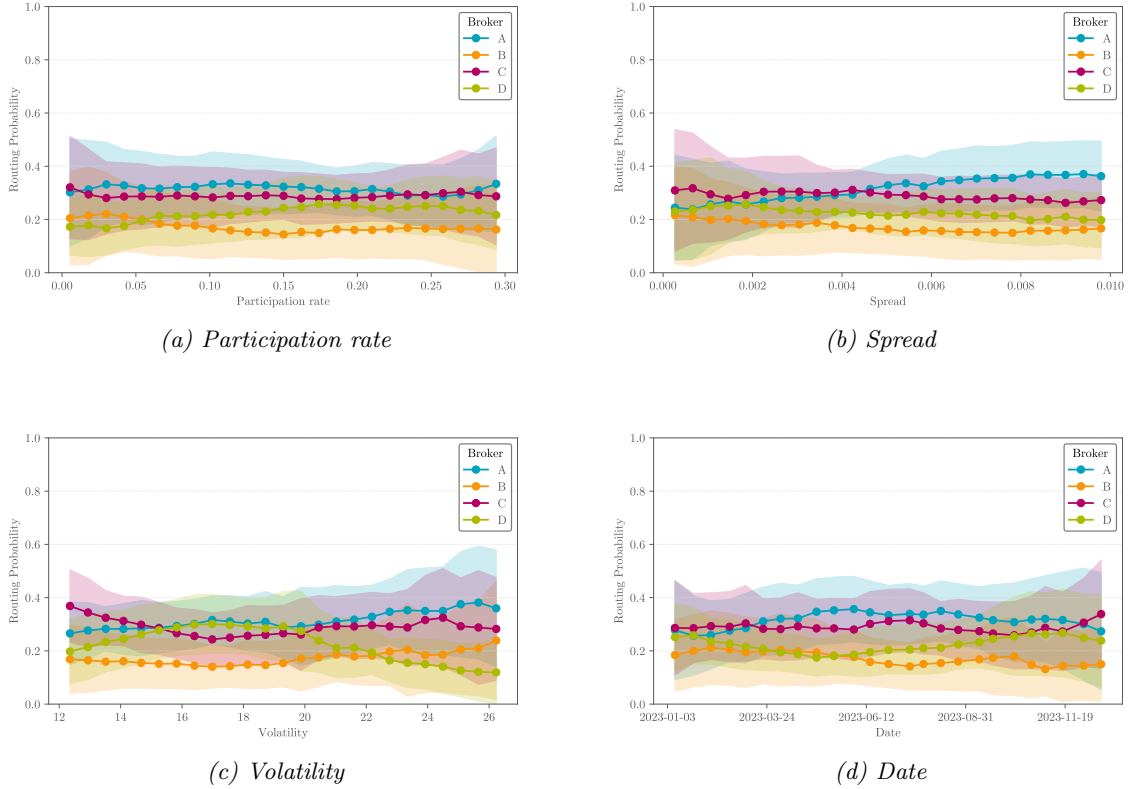 1.0
0.8
0.6
0.4
0.2
0.0
Routing Probability
0.00 0.05 0.10 0.15 0.20 0.25 0.30
Participation rate
Broker
A
B
C
D
(a) Participation rate
1.0
0.8
0.6
0.4
0.2
0.0
Routing Probability
0.000 0.002 0.004 0.006 0.008 0.010
Spread
Broker
A
B
C
D
(b) Spread
1.0
0.8
0.6
0.4
0.2
0.0
Routing Probability
12 14 16 18 20 22 24 26
Volatility
Broker
A
B
C
D
(c) Volatility
1.0
0.8
0.6
0.4
0.2
0.0
Routing Probability
2023-01-03 2023-03-24 2023-06-12 2023-08-31 2023-11-19
Date
Broker
A
B
C
D
(d) Date